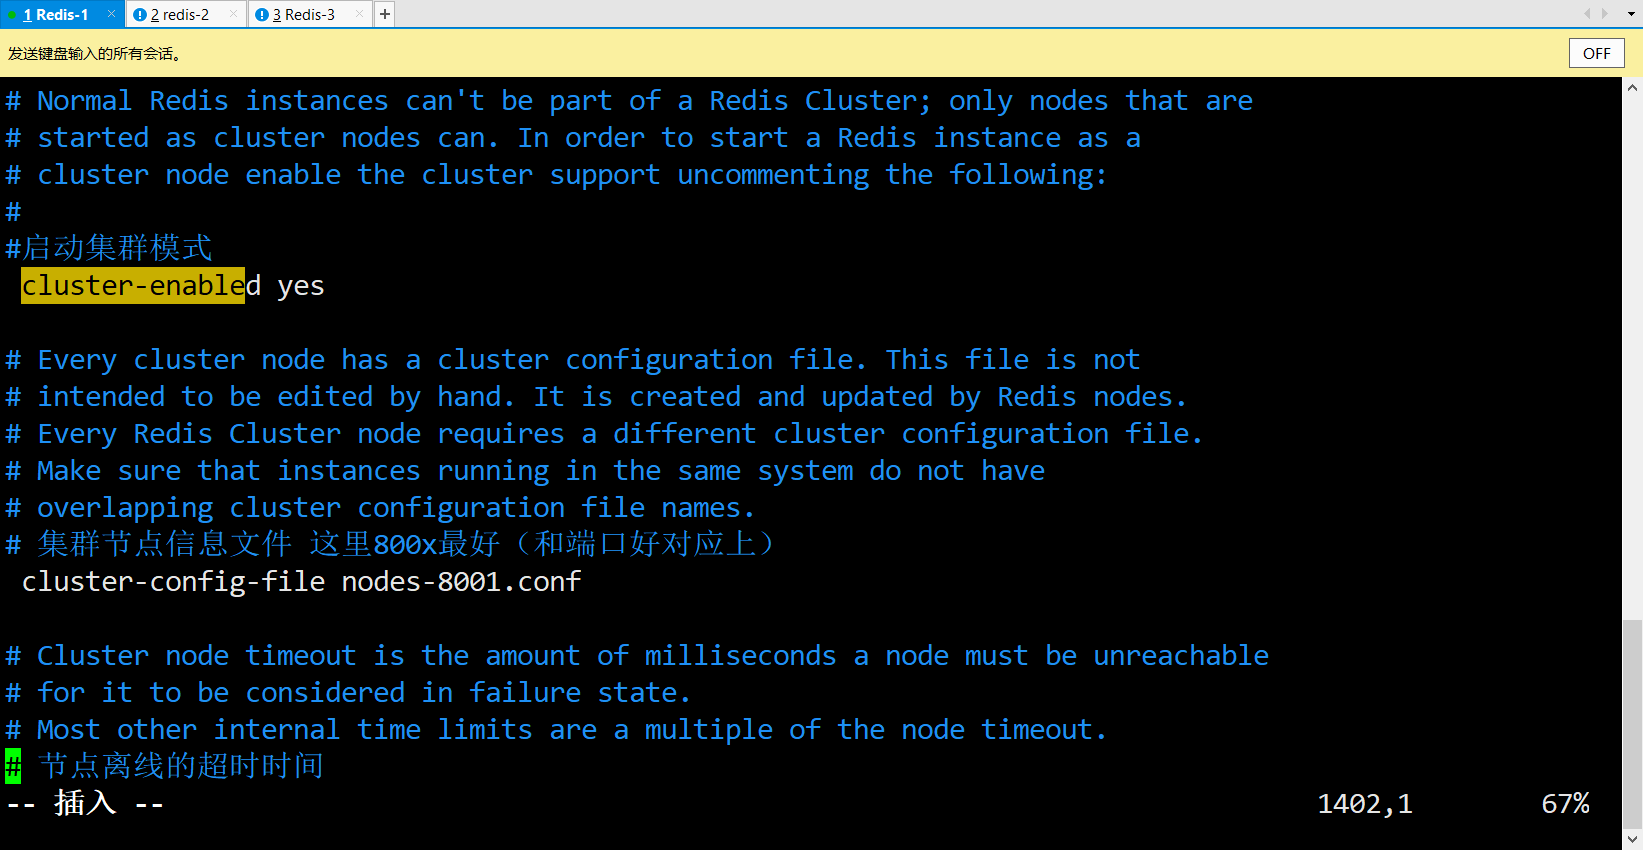 1 Redis-1 × 2 redis-2 × 3 Redis-3 × +
发送键盘输入的所有会话。 OFF
# Normal Redis instances can't be part of a Redis Cluster; only nodes that are
# started as cluster nodes can. In order to start a Redis instance as a
# cluster node enable the cluster support uncommenting the following:
#
#启动集群模式
cluster-enabled yes
# Every cluster node has a cluster configuration file. This file is not
# intended to be edited by hand. It is created and updated by Redis nodes.
# Every Redis Cluster node requires a different cluster configuration file.
# Make sure that instances running in the same system do not have
# overlapping cluster configuration file names.
# 集群节点信息文件 这里800x最好（和端口好对应上）
cluster-config-file nodes-8001.conf
# Cluster node timeout is the amount of milliseconds a node must be unreachable
# for it to be considered in failure state.
# Most other internal time limits are a multiple of the node timeout.
# 节点离线的超时时间
-- 插入 -- 1402,1 67%